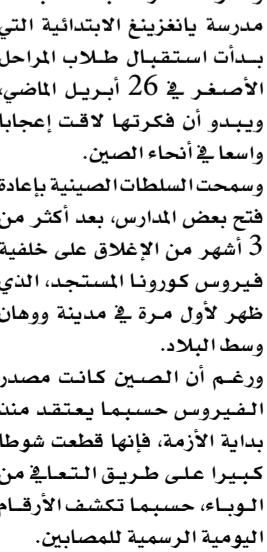 مدرسة يانغزينغ الابتدائية التي
بدأت استقبال طلاب المراحل
الأصغر في 26 أبريل الماضي،
ويبدو أن فكرتها لاقت إعجابا
واسعا في أنحاء الصين.
وسمحت السلطات الصينية بإعادة
فتح بعض المدارس، بعد أكثر من
3 أشهر من الإغلاق على خلفية
فيروس كورونا المستجد، الذي
ظهر لأول مرة في مدينة ووهان
وسط البلاد.
ورغم أن الصين كانت مصدر
الفيروس حسبما يعتقد منذ
بداية الأزمة، فإنها قطعت شوطا
كبيرا على طريق التعافي من
الوباء، حسبما تكشف الأرقام
اليومية الرسمية للمصابين.